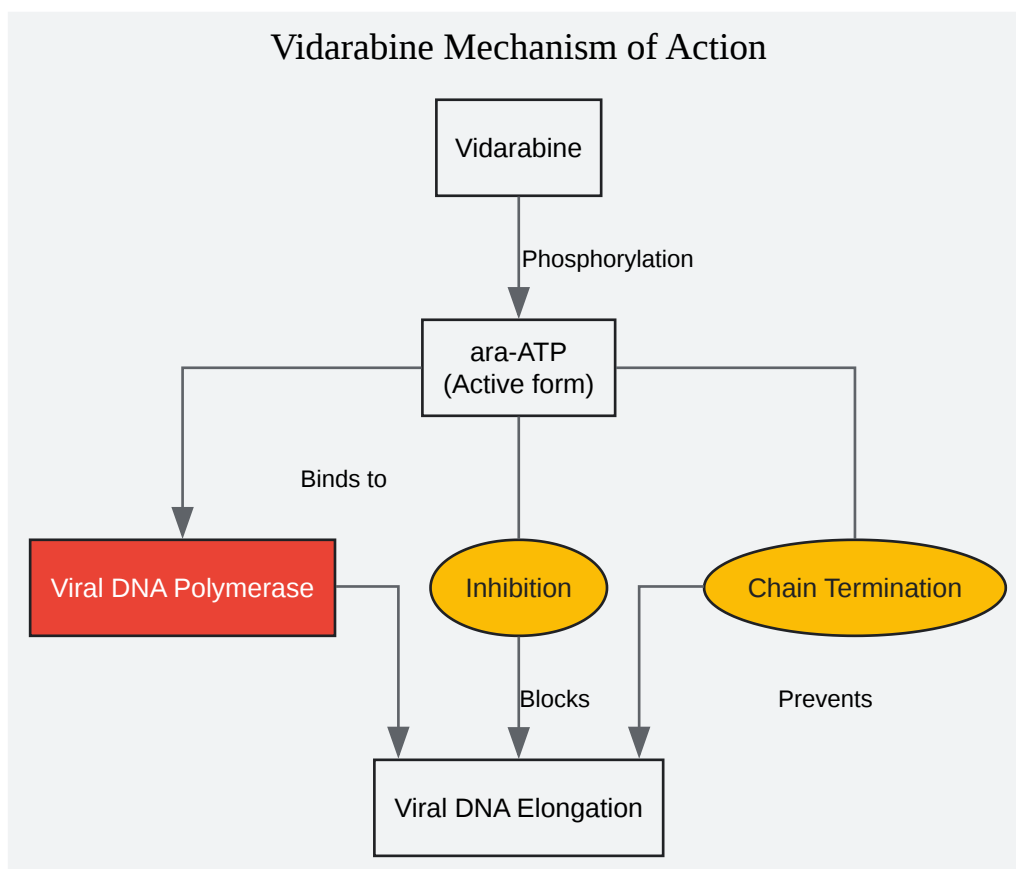 Vidarabine Mechanism of Action
Vidarabine
Phosphorylation
ara-ATP
(Active form)
Binds to
Viral DNA Polymerase
Inhibition
Chain Termination
Blocks
Prevents
Viral DNA Elongation